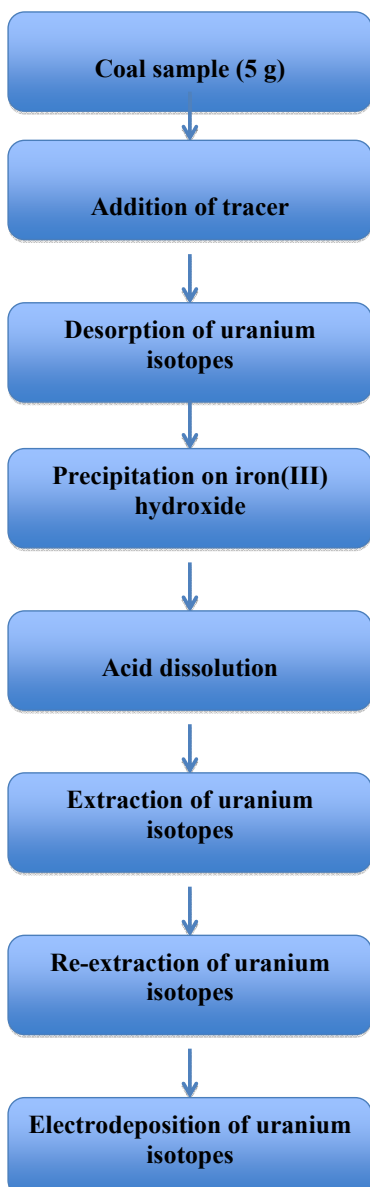 Coal sample (5 g)
Addition of tracer
Desorption of uranium
isotopes
Precipitation on iron(III)
hydroxide
Acid dissolution
Extraction of uranium
isotopes
Re-extraction of uranium
isotopes
Electrodeposition of uranium
isotopes